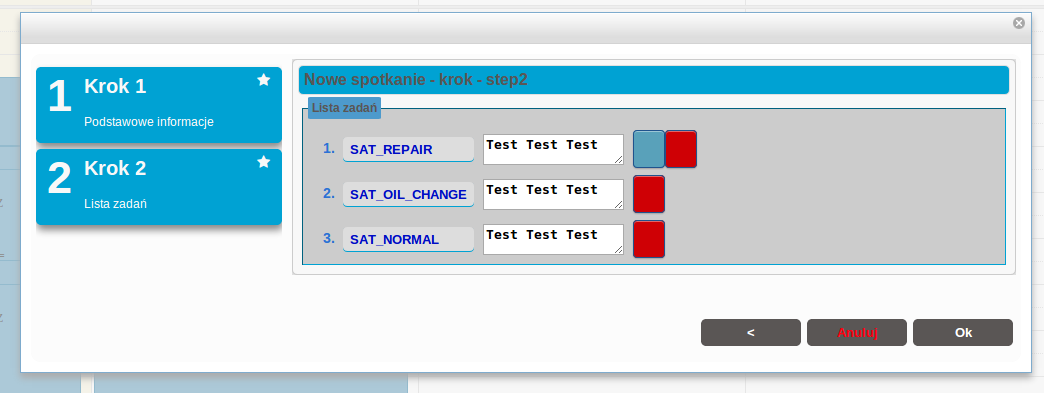 1 Krok 1
Podstawowe informacje
2 Krok 2
Lista zadań
Nowe spotkanie - krok - step2
Lista zadań
1. SAT_REPAIR Test Test Test
2. SAT_OIL_CHANGE Test Test Test
3. SAT_NORMAL Test Test Test
< Anuluj Ok